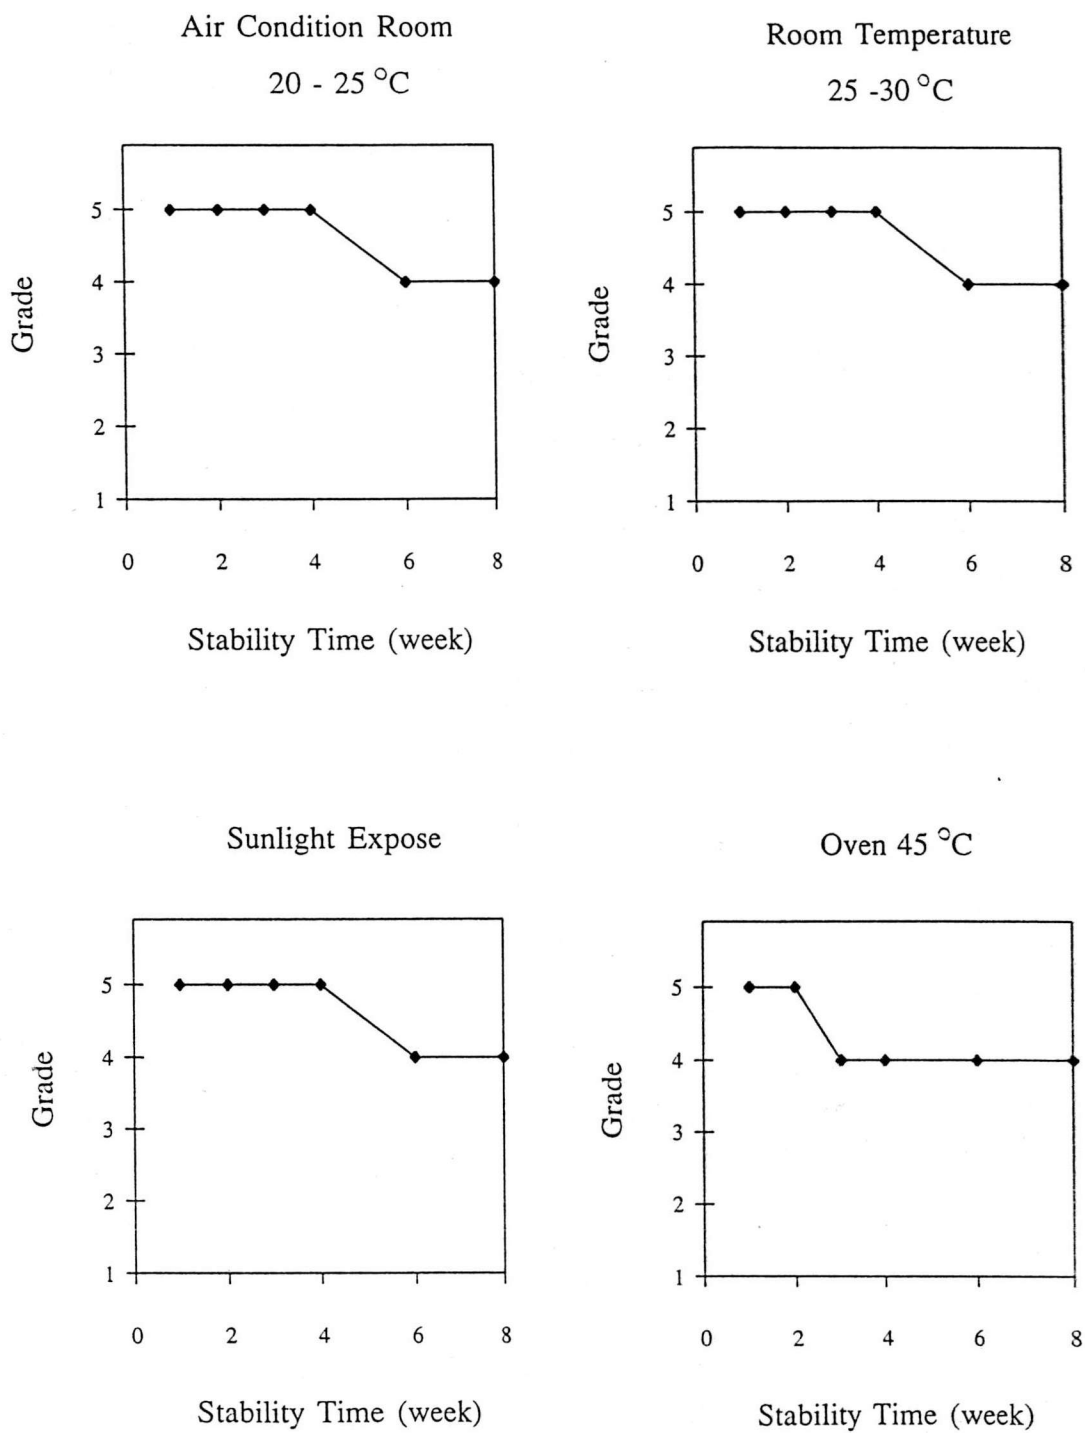 Air Condition Room
20 - 25 °C
5
4
3
2
1
Grade
0 2 4 6 8
Stability Time (week)
Room Temperature
25 -30 °C
5
4
3
2
1
Grade
0 2 4 6 8
Stability Time (week)
Sunlight Expose
5
4
3
2
1
Grade
0 2 4 6 8
Stability Time (week)
Oven 45 °C
5
4
3
2
1
Grade
0 2 4 6 8
Stability Time (week)